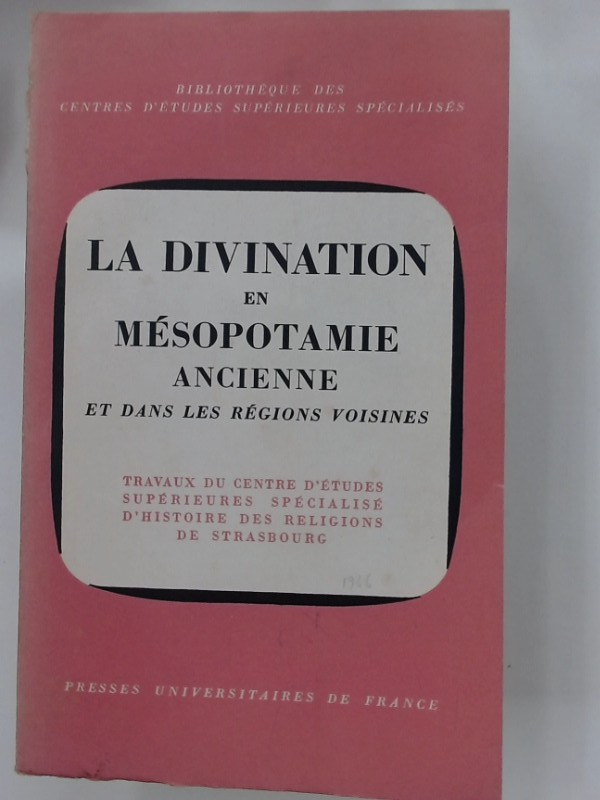 BIBLIOTHÈQUE DES
CENTRES D'ÉTUDES SUPÉRIEURES SPÉCIALISÉS
LA DIVINATION
EN
MÉSOPOTAMIE
ANCIENNE
ET DANS LES RÉGIONS VOISINES
TRAVAUX DU CENTRE D'ÉTUDES
SUPÉRIEURES SPÉCIALISÉ
D'HISTOIRE DES RELIGIONS
DE STRASBOURG
1966
PRESSES UNIVERSITAIRES DE FRANCE